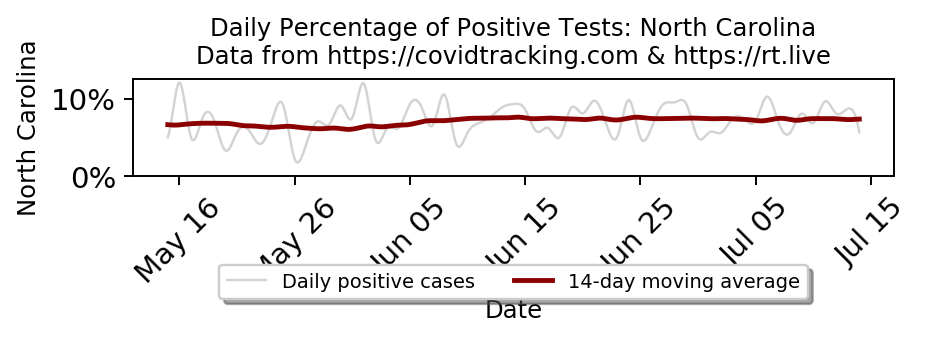 Daily Percentage of Positive Tests: North Carolina
Data from https://covidtracking.com & https://rt.live
North Carolina
10%
0%
May 16
May 26
Jun 05
Jun 15
Jun 25
Jul 05
Jul 15
Daily positive cases
14-day moving average
Date